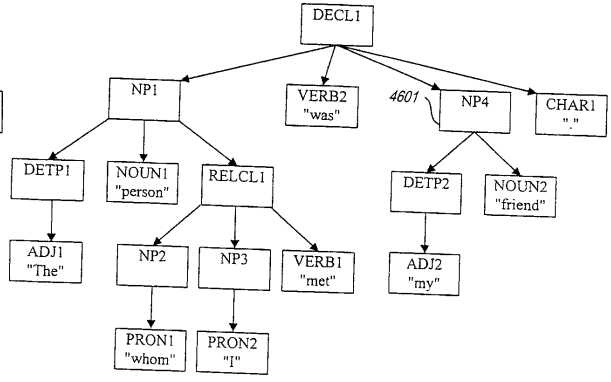 DECL1
NP1
VERB2
"was"
4601
NP4
CHAR1
"."
DETP1
NOUN1
"person"
RELCL1
DETP2
NOUN2
"friend"
ADJ1
"The"
NP2
NP3
VERB1
"met"
ADJ2
"my"
PRON1
"whom"
PRON2
"I"